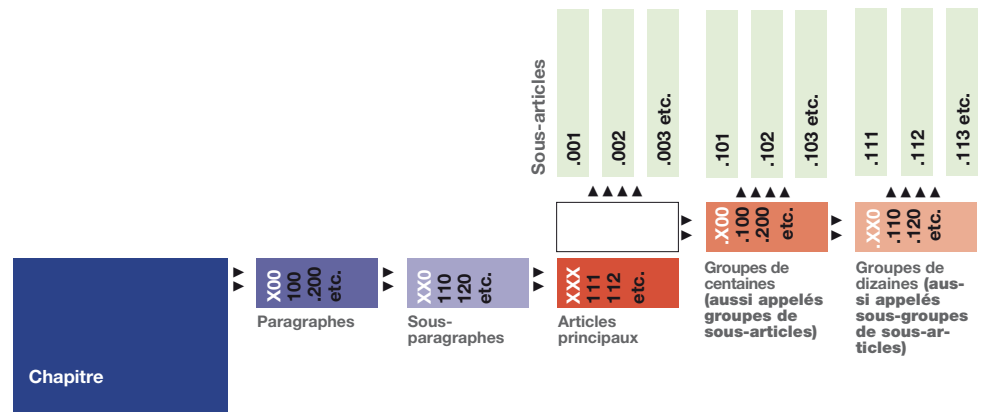 Sous-articles
.001
.002
.003 etc.
.101
.102
.103 etc.
.111
.112
.113 etc.
Chapitre
X00
100
.200
etc.
Paragraphes
XX0
110
120
etc.
Sous-
paragraphes
XXX
111
112
etc.
Articles
principaux
.X00
.100
.200
etc.
Groupes de
centaines
(aussi appelés
groupes de
sous-articles)
.XX0
.110
.120
etc.
Groupes de
dizaines (aus-
si appelés
sous-groupes
de sous-ar-
ticles)